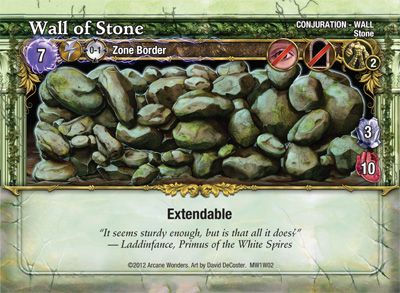 Wall of Stone
CONJURATION - WALL
Stone
7
0-1
Zone Border
2
3
10
Extendable
"It seems sturdy enough, but is that all it does?"
— Laddinfance, Primus of the White Spires
©2012 Arcane Wonders. Art by David DeCoster. MW1W02